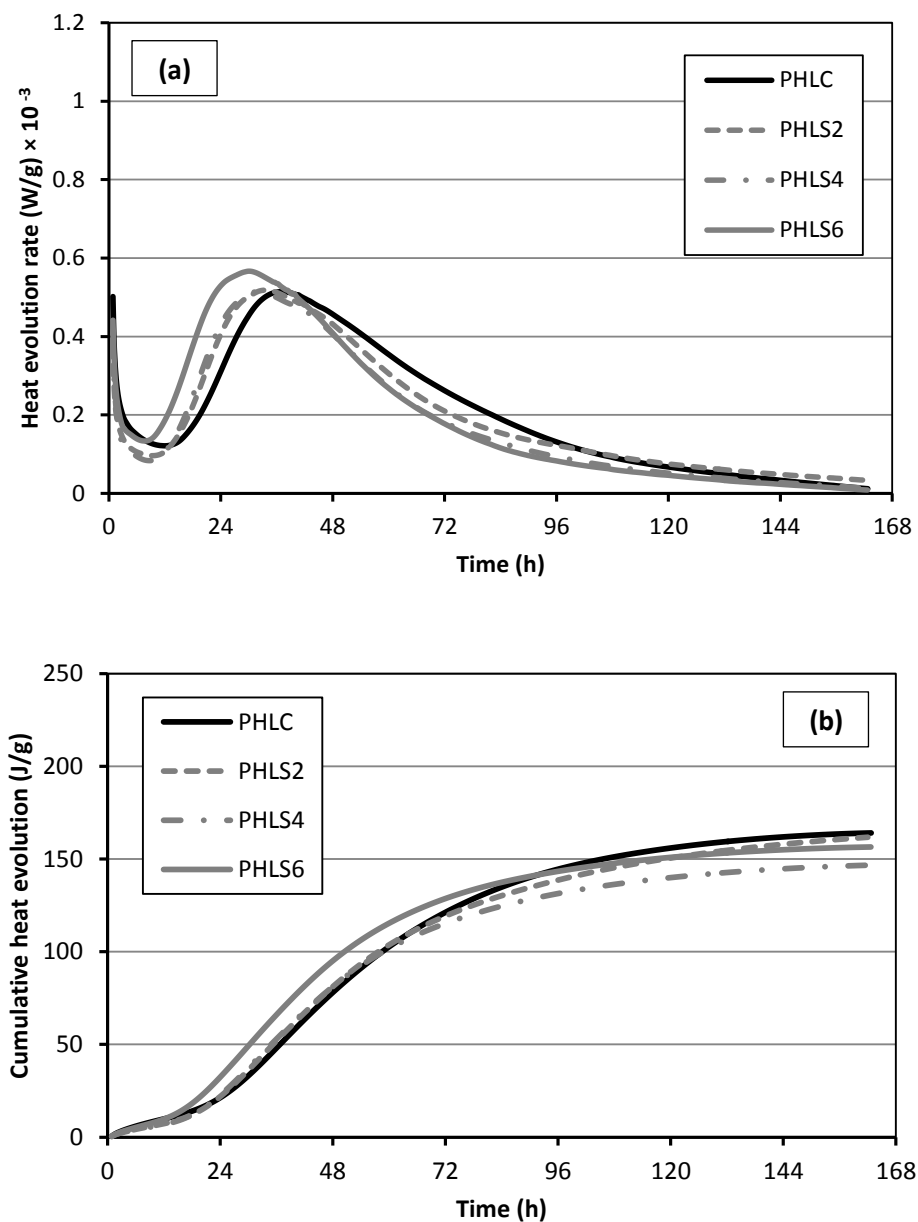 (a)
PHLC
PHLS2
PHLS4
PHLS6
Heat evolution rate (W/g) × 10 -3
1.2
1
0.8
0.6
0.4
0.2
0
0 24 48 72 96 120 144 168
Time (h)
(b)
PHLC
PHLS2
PHLS4
PHLS6
Cumulative heat evolution (J/g)
250
200
150
100
50
0
0 24 48 72 96 120 144 168
Time (h)